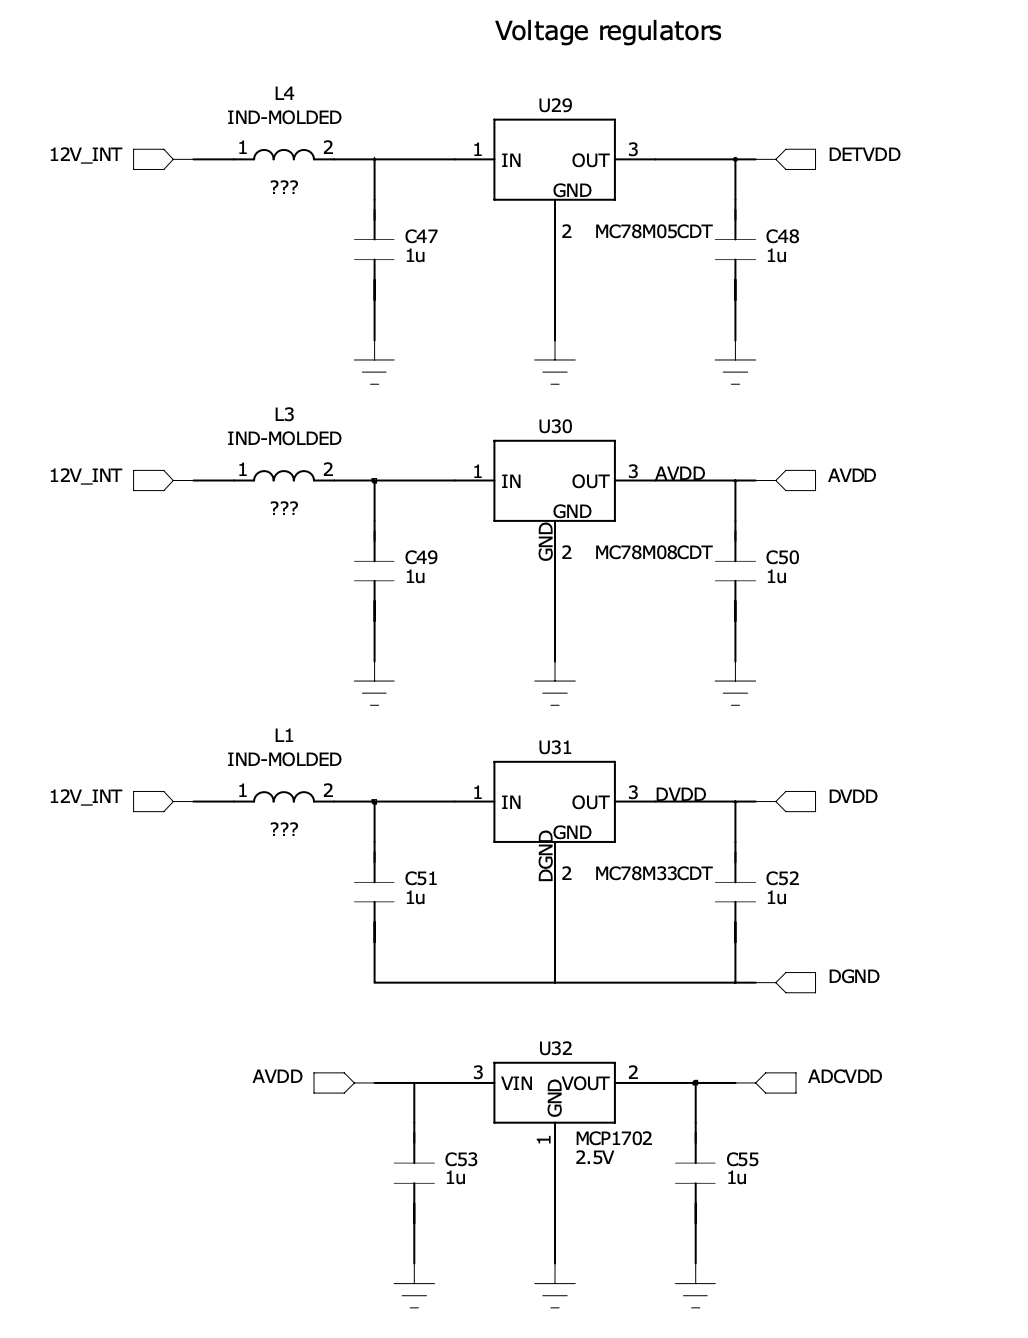 Voltage regulators
L4
IND-MOLDED
U29
12V_INT
1
2
1
IN
OUT
3
DETVDD
???
GND
2
MC78M05CDT
C47
1u
C48
1u
L3
IND-MOLDED
U30
12V_INT
1
2
1
IN
OUT
3
AVDD
AVDD
???
GND
GND
2
MC78M08CDT
C49
1u
C50
1u
L1
IND-MOLDED
U31
12V_INT
1
2
1
IN
OUT
3
DVDD
DVDD
???
GND
DGND
2
MC78M33CDT
C51
1u
C52
1u
DGND
U32
AVDD
3
VIN
GND
VOUT
2
ADCVDD
1
MCP1702
2.5V
C53
1u
C55
1u